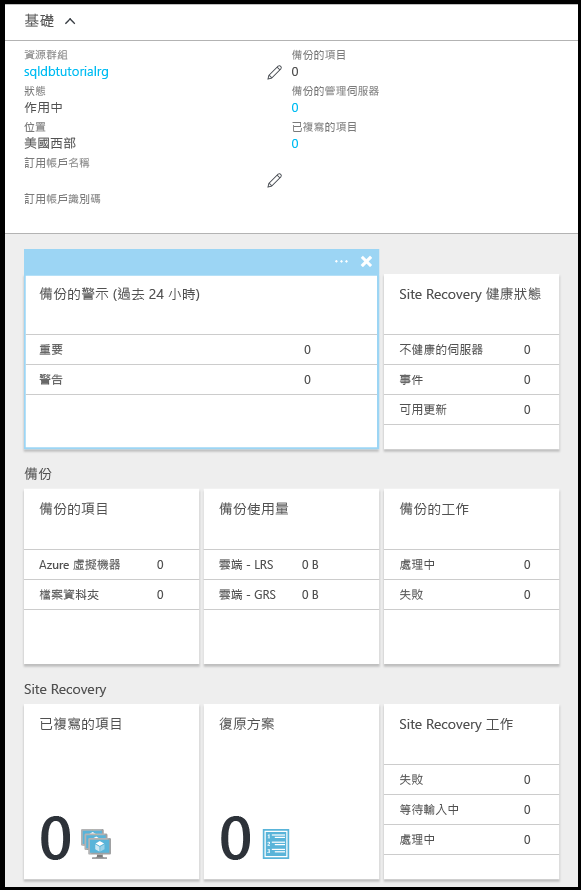 基礎
資源群組
sqldbtutorialrg
狀態
作用中
位置
美國西部
訂用帳戶名稱
訂用帳戶識別碼
備份的項目
0
備份的管理伺服器
0
已複寫的項目
0
備份的警示 (過去 24 小時)
重要 0
警告 0
Site Recovery 健康狀態
不健康的伺服器 0
事件 0
可用更新 0
備份
備份的項目
Azure 虛擬機器 0
檔案資料夾 0
備份使用量
雲端 - LRS 0 B
雲端 - GRS 0 B
備份的工作
處理中 0
失敗 0
Site Recovery
已複寫的項目
0
復原方案
0
Site Recovery 工作
失敗 0
等待輸入中 0
處理中 0